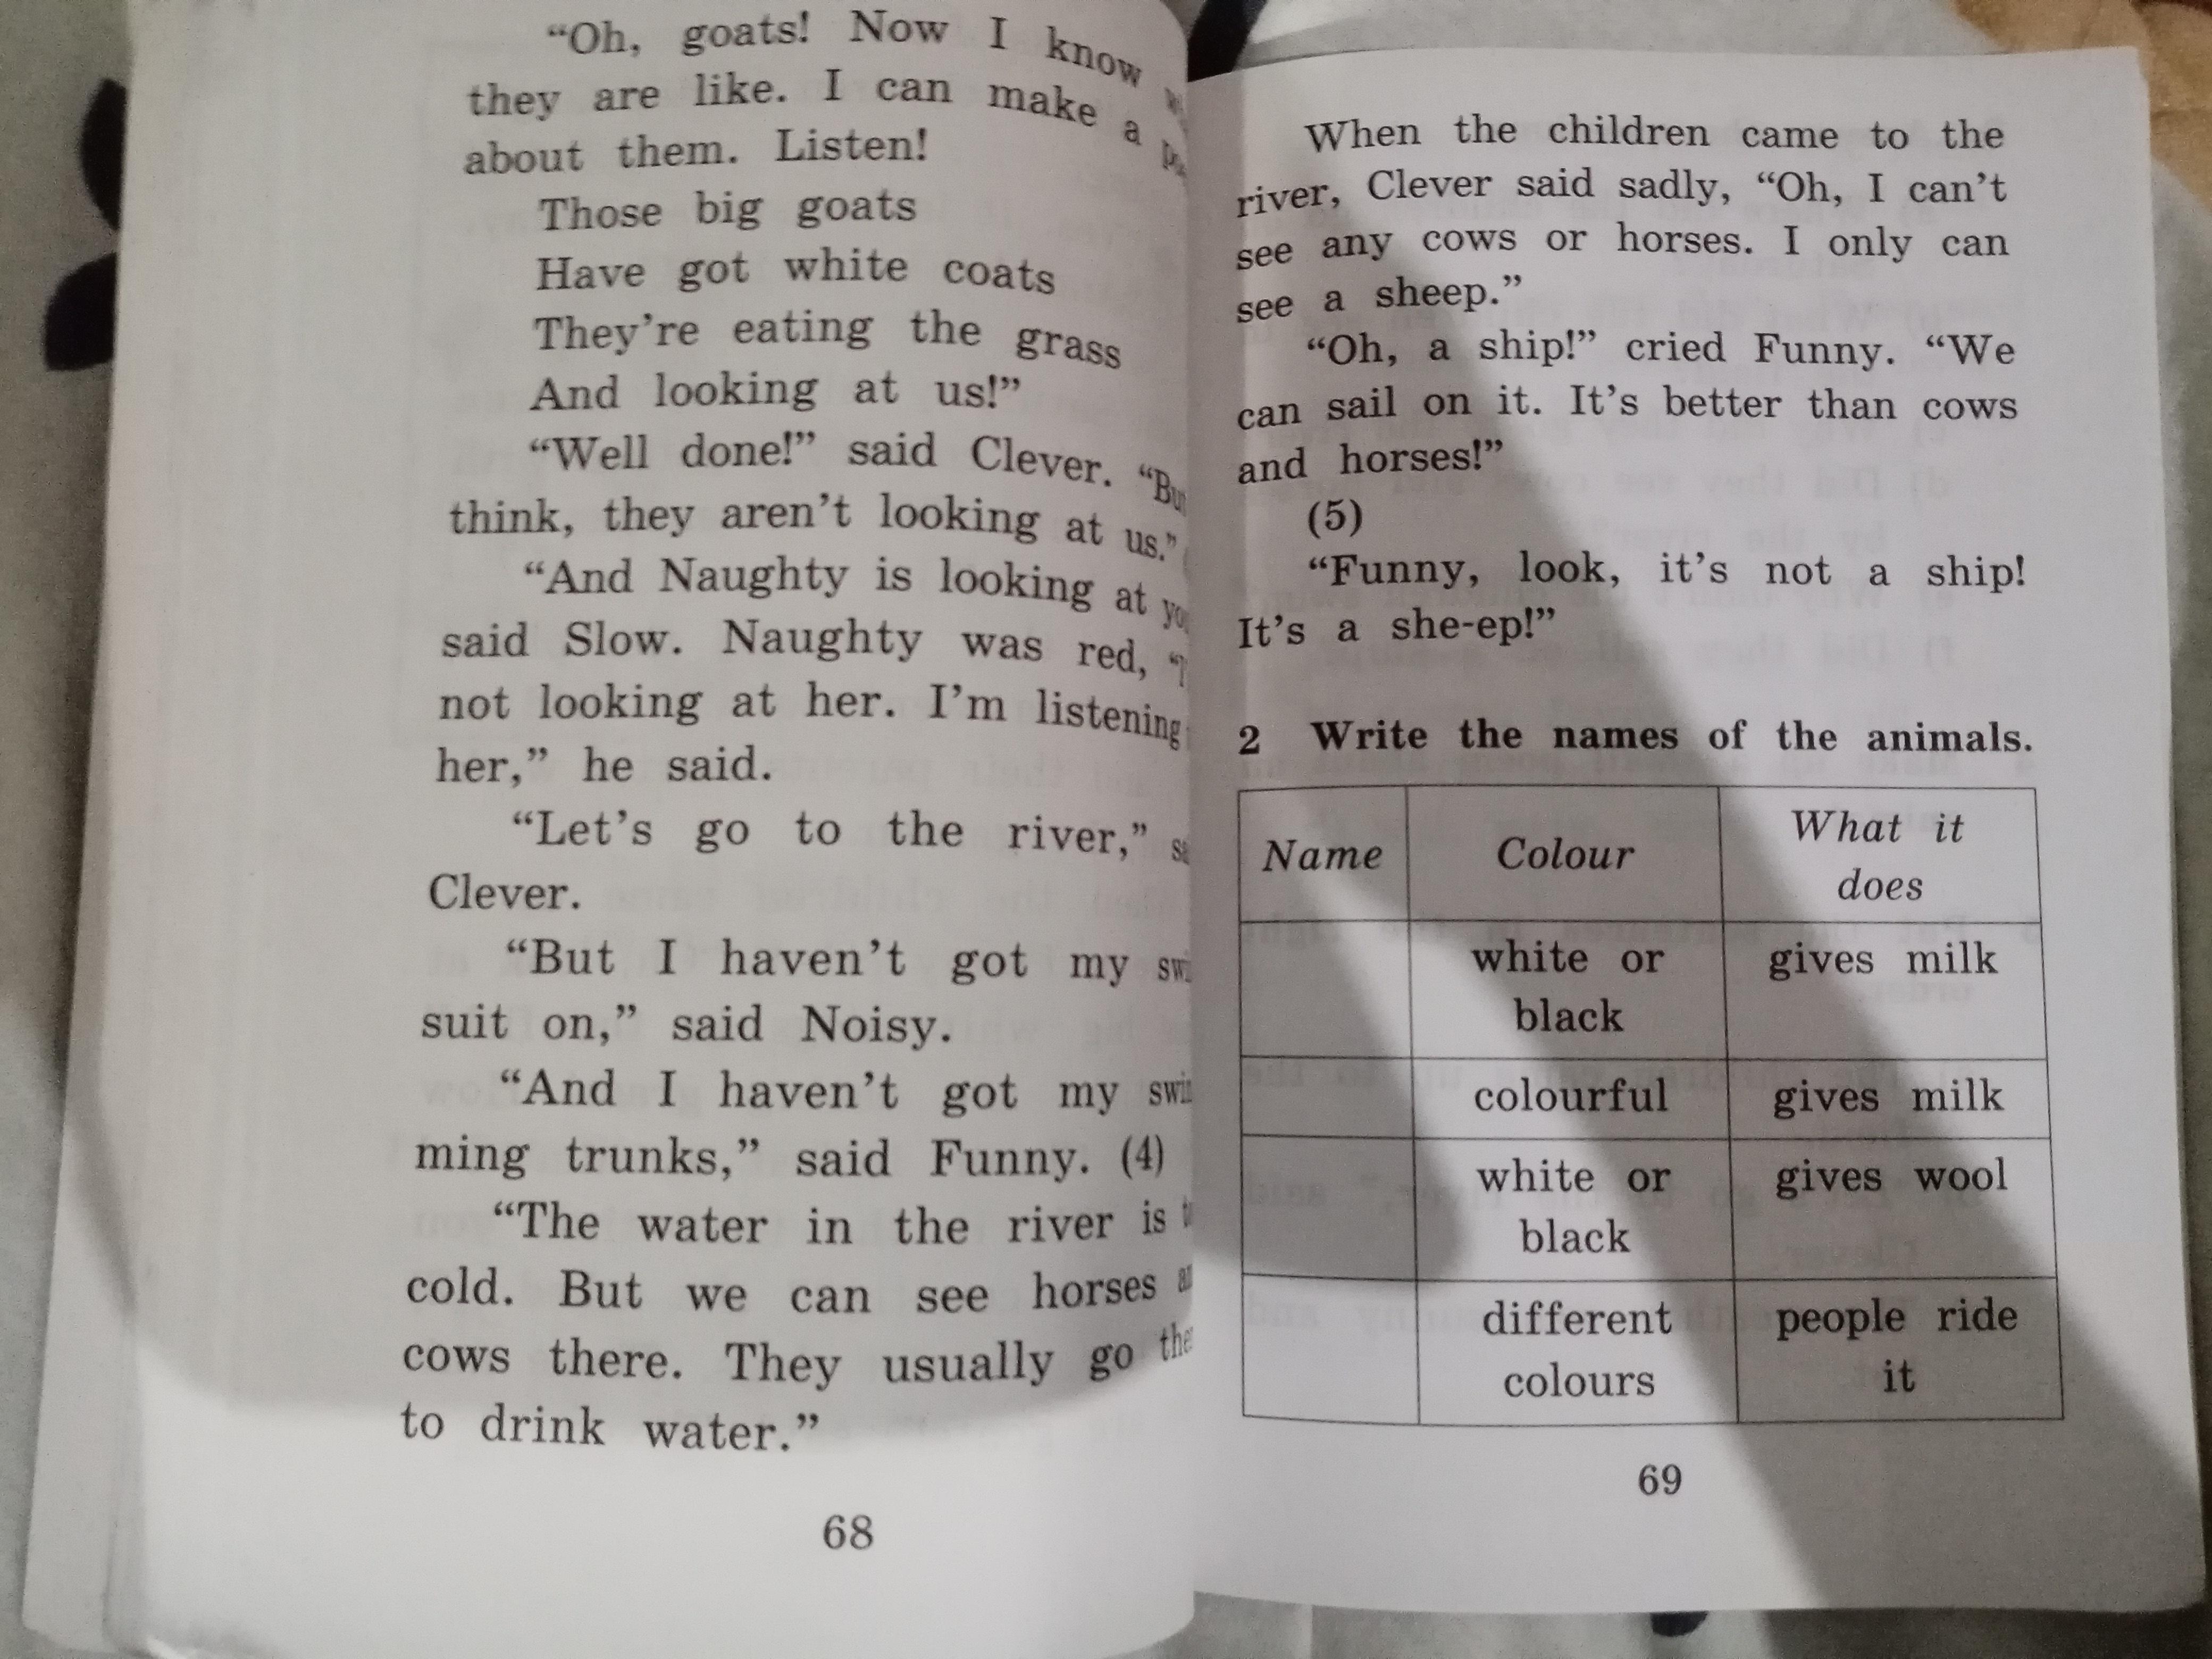 “Oh, goats! Now I know
they are like. I can make a
about them. Listen!
Those big goats
Have got white coats
They’re eating the grass
And looking at us!”
“Well done!” said Clever. “But
think, they aren’t looking at us.”
“And Naughty is looking at
said Slow. Naughty was red,
not looking at her. I’m listening
her,” he said.
“Let’s go to the river,”
Clever.
“But I haven’t got my
suit on,” said Noisy.
“And I haven’t got my
ming trunks,” said Funny. (4)
“The water in the river is
cold. But we can see horses
cows there. They usually go
to drink water.”
68
When the children came to the
river, Clever said sadly, “Oh, I can’t
see any cows or horses. I only can
see a sheep.”
“Oh, a ship!” cried Funny. “We
can sail on it. It’s better than cows
and horses!”
(5)
“Funny, look, it’s not a ship!
It’s a she-ep!”
2 Write the names of the animals.
Name Colour What it
does
white or gives milk
black
colourful gives milk
white or gives wool
black
different people ride
colours it
69